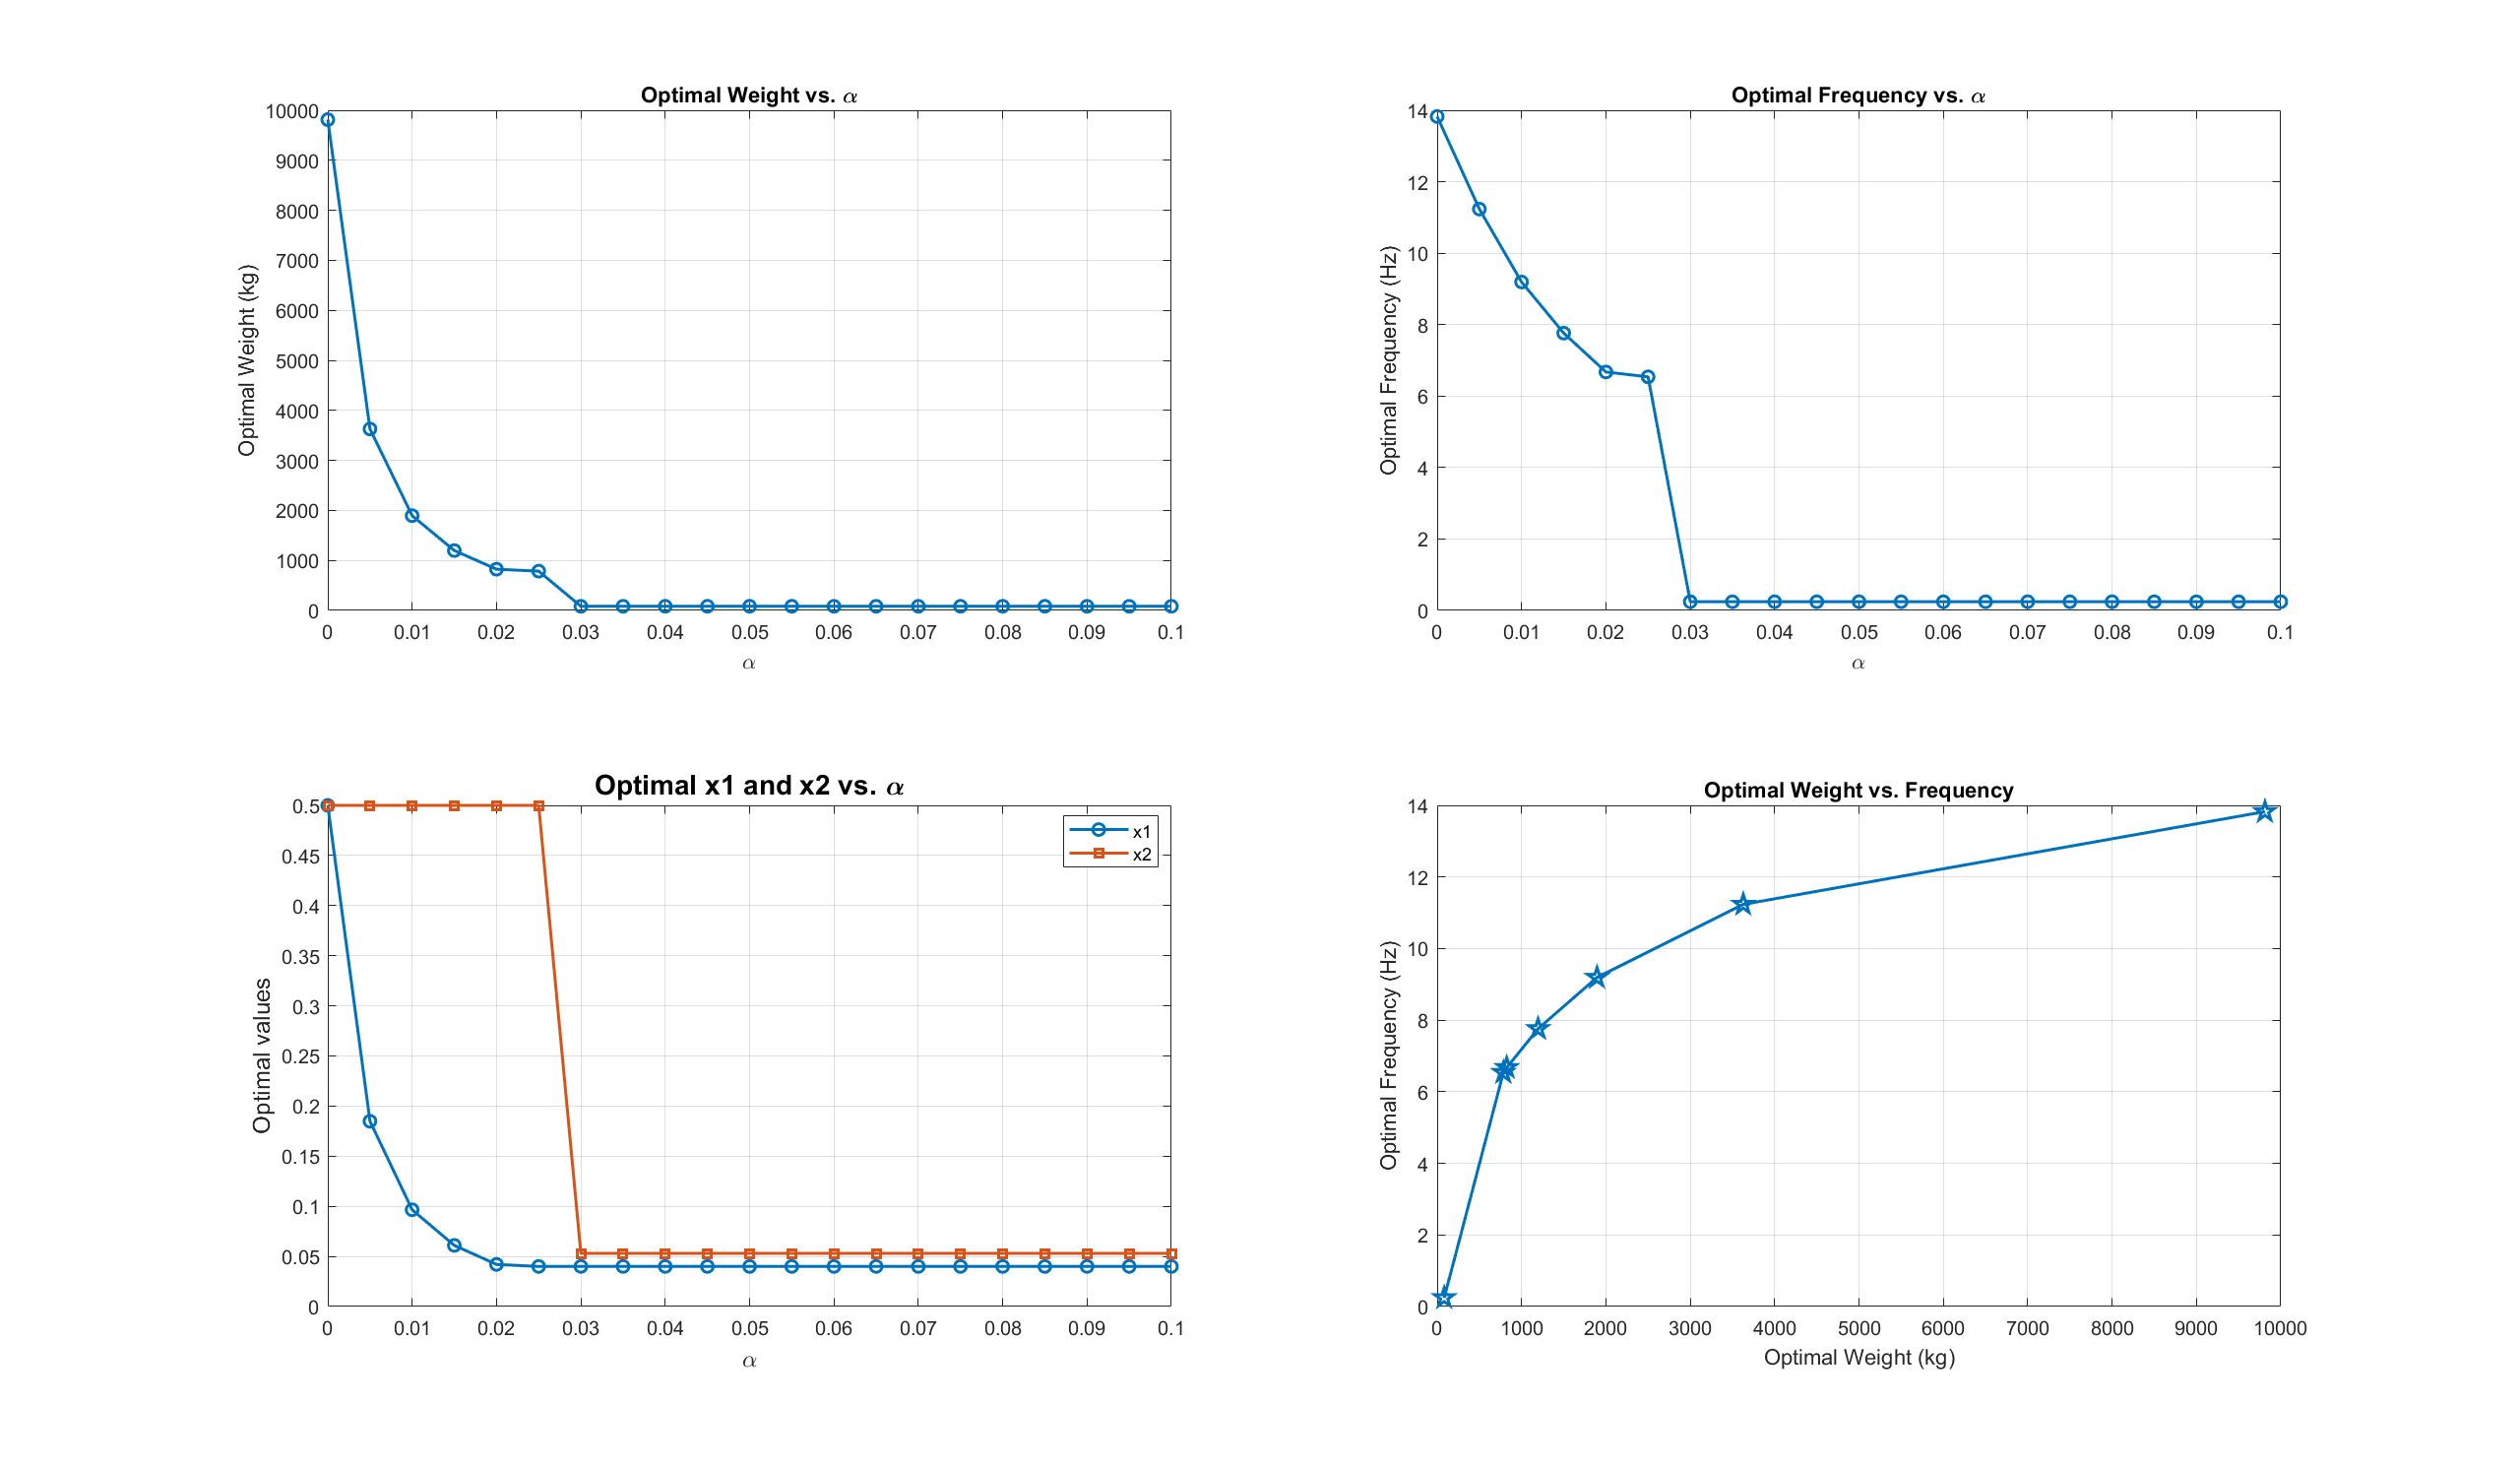 Optimal Weight vs. α
10000
9000
8000
7000
6000
5000
4000
3000
2000
1000
0
Optimal Weight (kg)
0 0.01 0.02 0.03 0.04 0.05 0.06 0.07 0.08 0.09 0.1
α
Optimal Frequency vs. α
14
12
10
8
6
4
2
0
Optimal Frequency (Hz)
0 0.01 0.02 0.03 0.04 0.05 0.06 0.07 0.08 0.09 0.1
α
Optimal x1 and x2 vs. α
0.5
0.45
0.4
0.35
0.3
0.25
0.2
0.15
0.1
0.05
0
Optimal values
x1
x2
0 0.01 0.02 0.03 0.04 0.05 0.06 0.07 0.08 0.09 0.1
α
Optimal Weight vs. Frequency
14
12
10
8
6
4
2
0
Optimal Frequency (Hz)
0 1000 2000 3000 4000 5000 6000 7000 8000 9000 10000
Optimal Weight (kg)